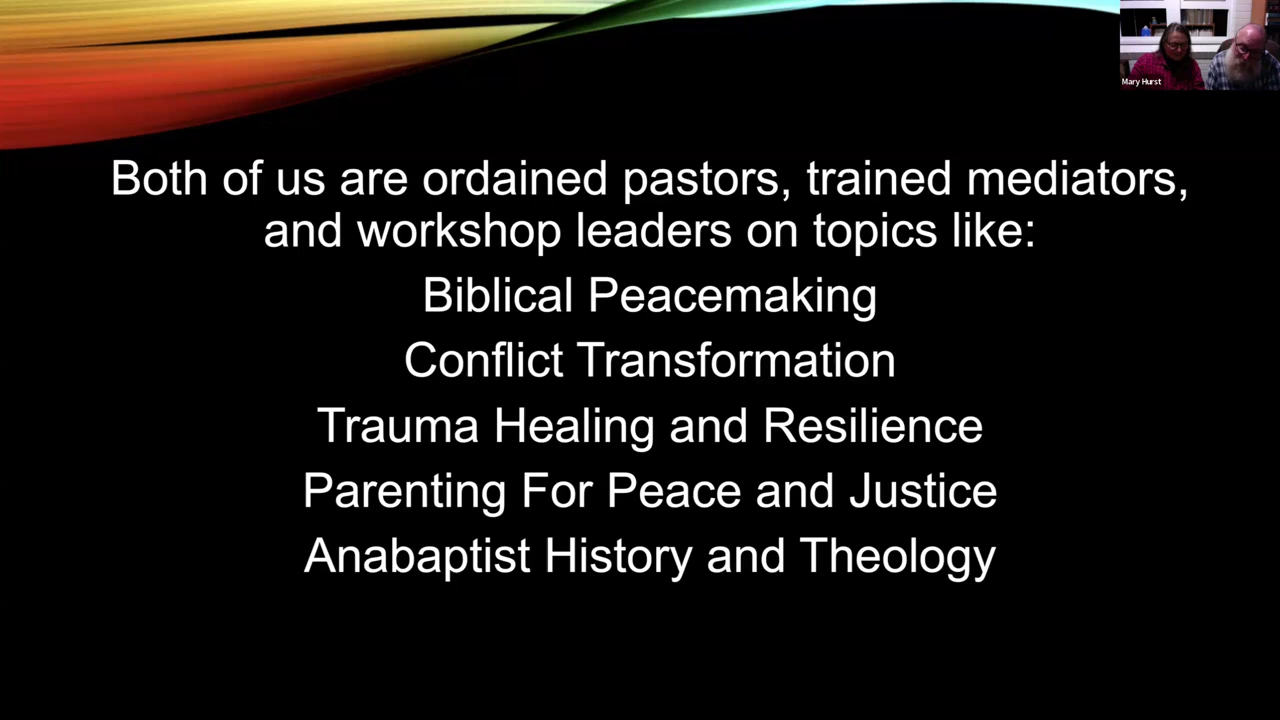 Mary Hurst
Both of us are ordained pastors, trained mediators,
and workshop leaders on topics like:
Biblical Peacemaking
Conflict Transformation
Trauma Healing and Resilience
Parenting For Peace and Justice
Anabaptist History and Theology